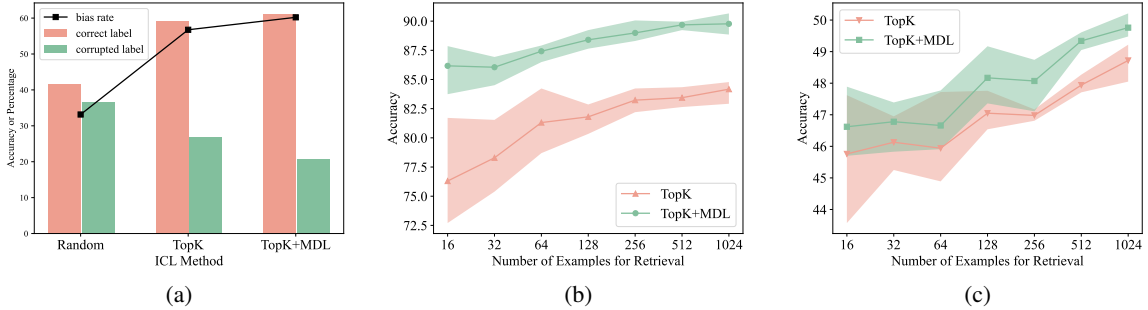 Accuracy or Percentage
60
50
40
30
20
10
0
bias rate
correct label
corrupted label
Random TopK TopK+MDL
ICL Method
(a)
Accuracy
90.0
87.5
85.0
82.5
80.0
77.5
75.0
72.5
TopK
TopK+MDL
16 32 64 128 256 512 1024
Number of Examples for Retrieval
(b)
Accuracy
50
49
48
47
46
45
44
TopK
TopK+MDL
16 32 64 128 256 512 1024
Number of Examples for Retrieval
(c)